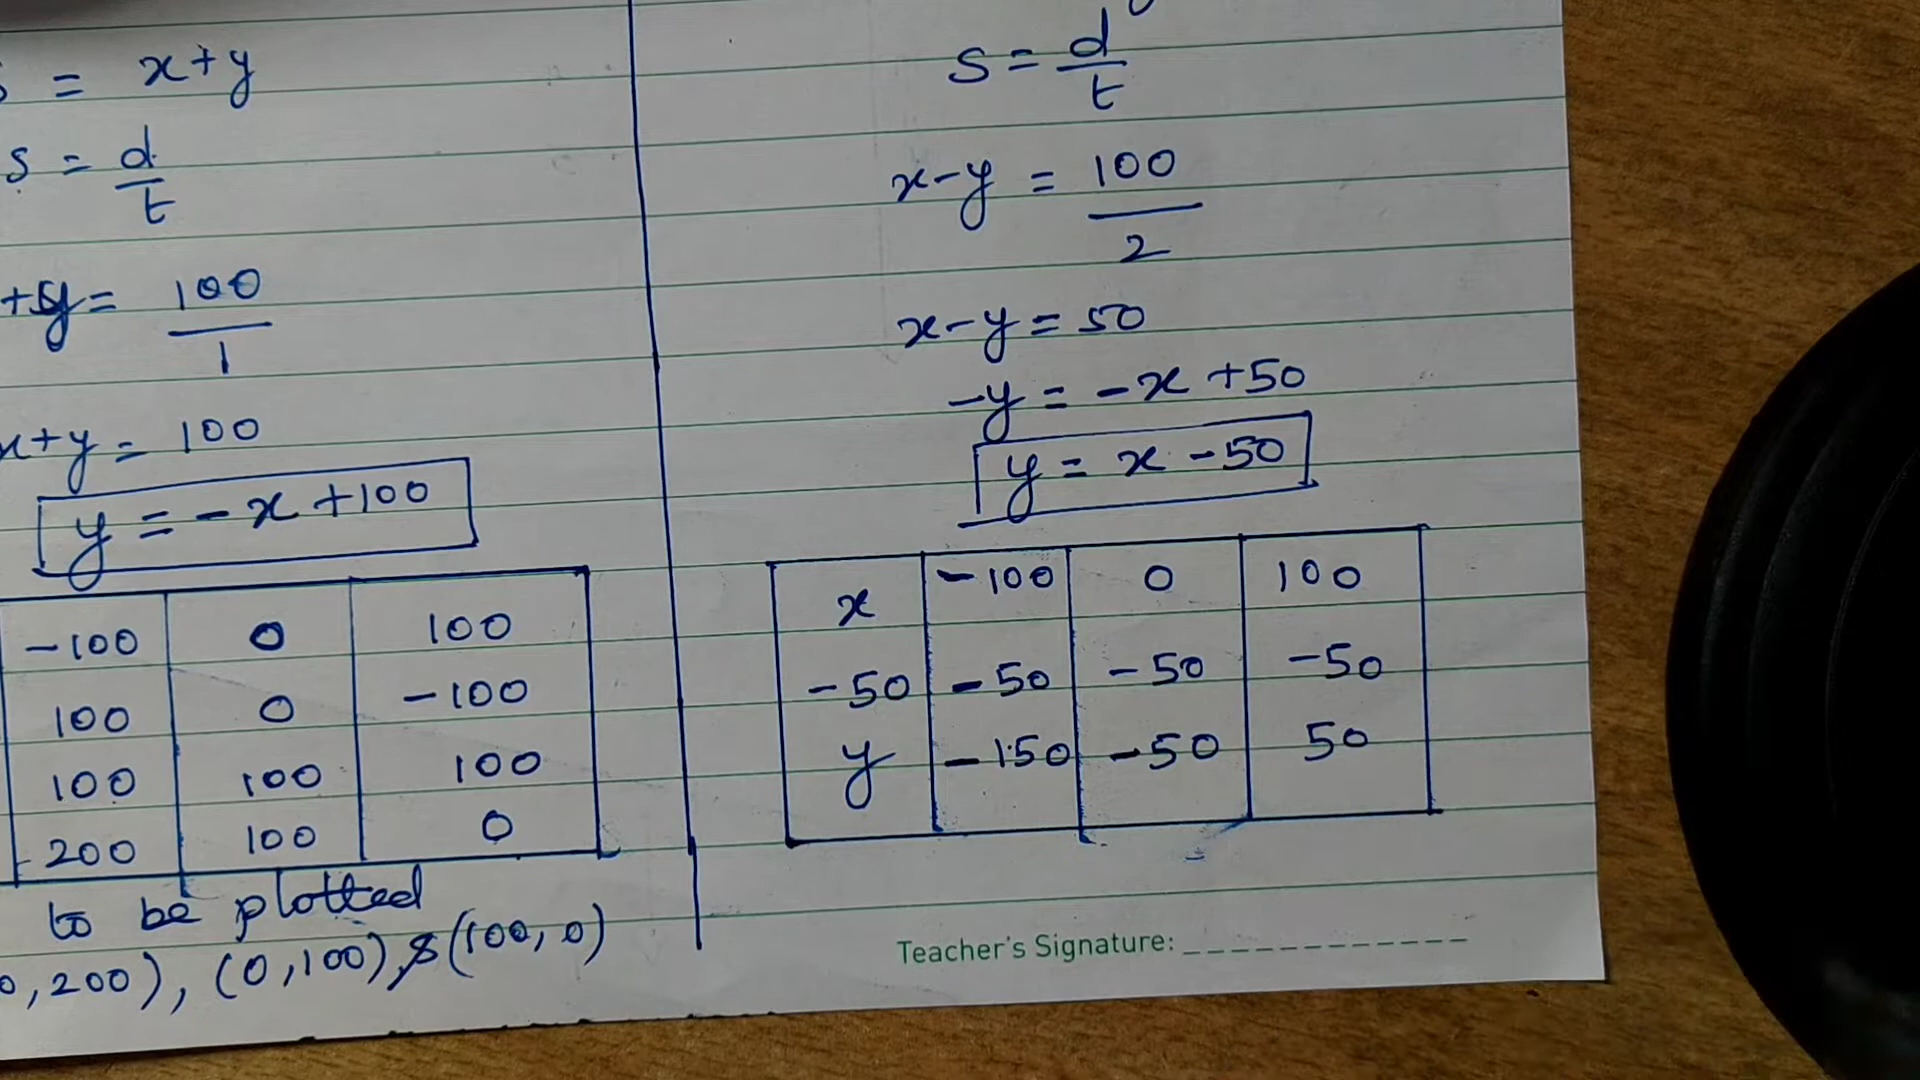 s = x+y
s = d/t
+y = 100/1
x+y = 100
y = -x +100
-100 0 100
100 0 -100
100 100 100
200 100 0
to be plotted
0,200), (0,100), &(100,0)
s = d/t
x-y = 100/2
x-y = 50
-y = -x +50
y = x -50
x -100 0 100
-50 -50 -50 -50
y -150 -50 50
Teacher's Signature: _ _ _ _ _ _ _ _ _ _ _ _